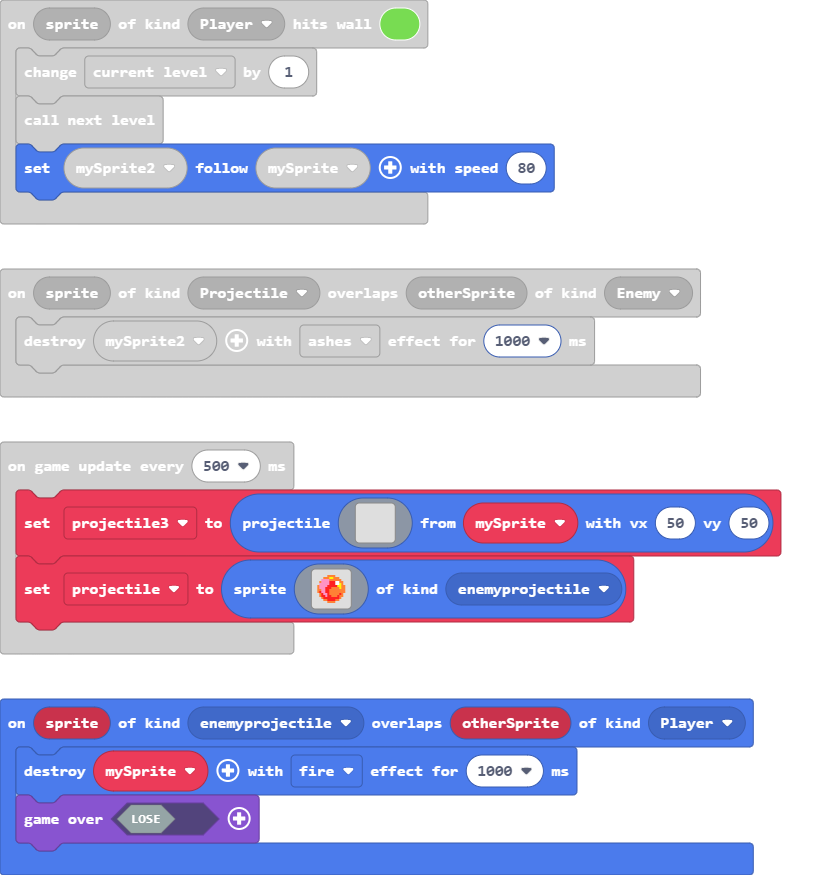 on sprite of kind Player hits wall
change current level by 1
call next level
set mySprite2 follow mySprite with speed 80
on sprite of kind Projectile overlaps otherSprite of kind Enemy
destroy mySprite2 with ashes effect for 1000 ms
on game update every 500 ms
set projectile3 to projectile from mySprite with vx 50 vy 50
set projectile to sprite of kind enemyprojectile
on sprite of kind enemyprojectile overlaps otherSprite of kind Player
destroy mySprite with fire effect for 1000 ms
game over LOSE